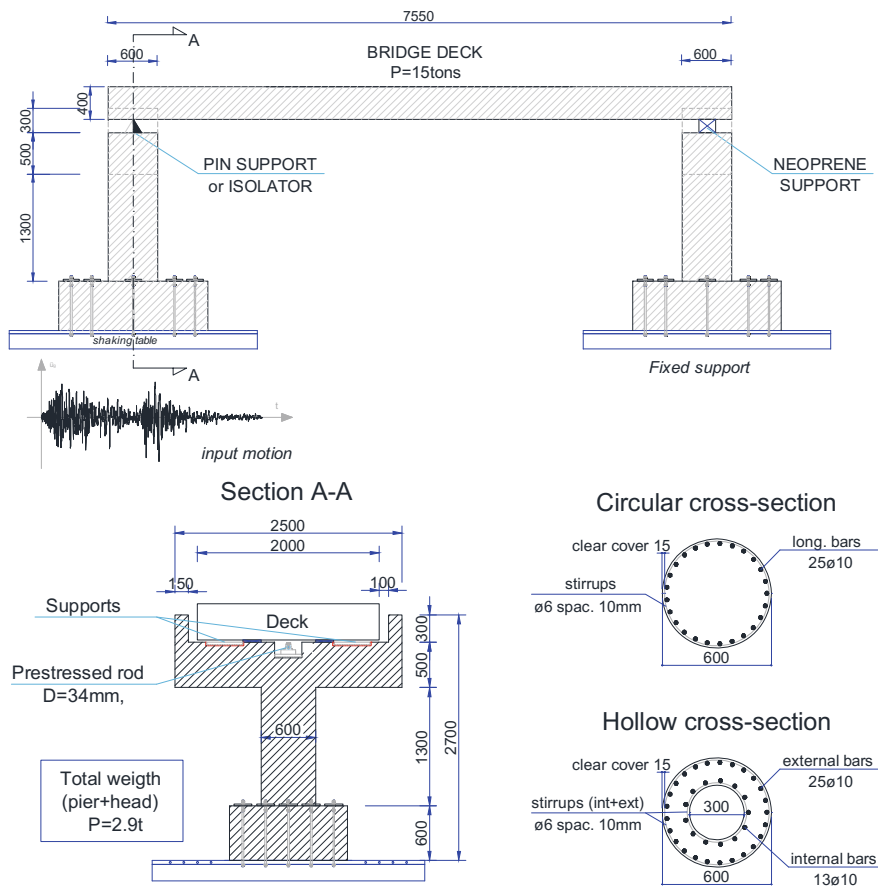 7550
A
600
BRIDGE DECK
P=15tons
600
400
300
500
1300
PIN SUPPORT
or ISOLATOR
NEOPRENE
SUPPORT
shaking table
A
Fixed support
t
input motion
Section A-A
2500
2000
150
100
Supports
Deck
300
500
Prestressed rod
D=34mm,
600
1300
2700
Total weigth
(pier+head)
P=2.9t
600
Circular cross-section
clear cover 15
long. bars
25ø10
stirrups
ø6 spac. 10mm
600
Hollow cross-section
clear cover 15
external bars
25ø10
stirrups (int+ext)
300
ø6 spac. 10mm
internal bars
13ø10
600